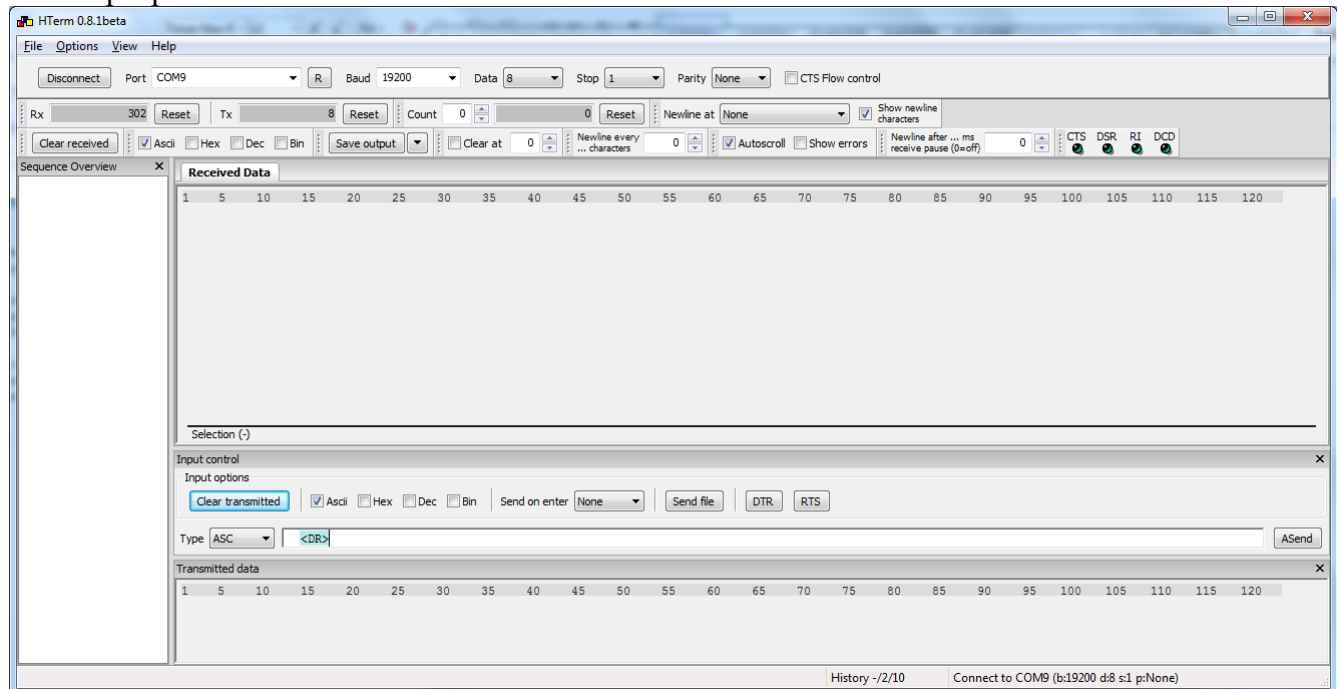 HTerm 0.8.1beta
File Options View Help
Disconnect Port COM9 R Baud 19200 Data 8 Stop 1 Parity None CTS Flow control
Rx 302 Reset Tx 8 Reset Count 0 0 Reset Newline at None Show newline characters
Clear received Ascii Hex Dec Bin Save output Clear at 0 Newline every ... characters 0 Autoscroll Show errors Newline after ... ms receive pause (0=off) 0 CTS DSR RI DCD
Sequence Overview
Received Data
1 5 10 15 20 25 30 35 40 45 50 55 60 65 70 75 80 85 90 95 100 105 110 115 120
Selection (-)
Input control
Input options
Clear transmitted Ascii Hex Dec Bin Send on enter None Send file DTR RTS
Type ASC <DR> ASend
Transmitted data
1 5 10 15 20 25 30 35 40 45 50 55 60 65 70 75 80 85 90 95 100 105 110 115 120
History -/2/10 Connect to COM9 (b:19200 d:8 s:1 p:None)